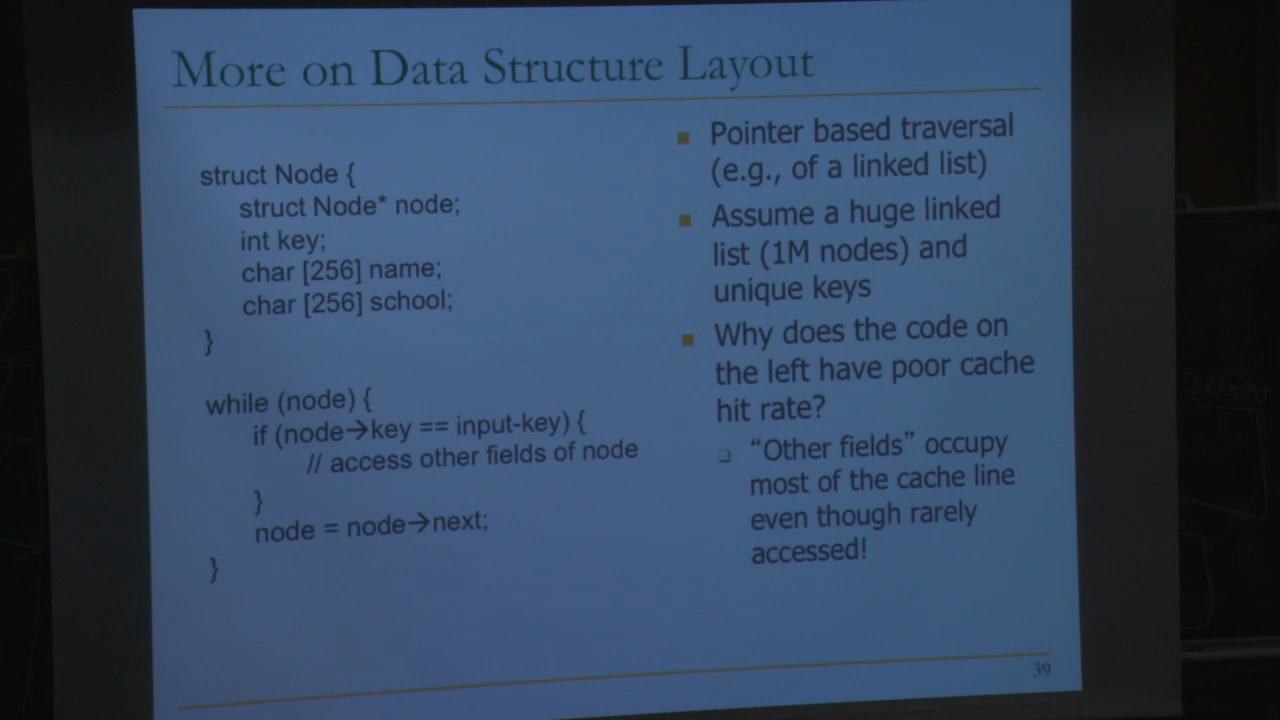 More on Data Structure Layout
struct Node {
struct Node* node;
int key;
char [256] name;
char [256] school;
}
while (node) {
if (node→key == input-key) {
// access other fields of node
}
node = node→next;
}
Pointer based traversal
(e.g., of a linked list)
Assume a huge linked
list (1M nodes) and
unique keys
Why does the code on
the left have poor cache
hit rate?
“Other fields” occupy
most of the cache line
even though rarely
accessed!
39